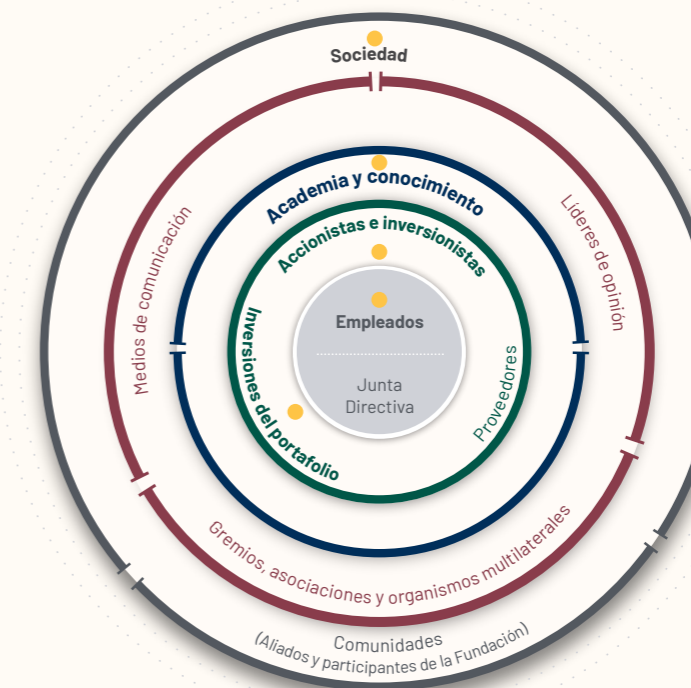 Sociedad
Academia y conocimiento
Accionistas e inversionistas
Medios de comunicación
Líderes de opinión
Inversiones del portafolio
Empleados
Junta
Directiva
Proveedores
Gremios, asociaciones y organismos multilaterales
Comunidades
(Aliados y participantes de la Fundación)